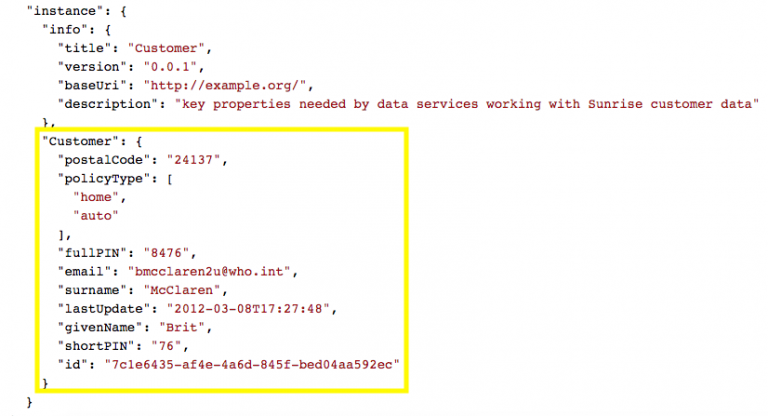 "instance": {
"info": {
"title": "Customer",
"version": "0.0.1",
"baseUri": "http://example.org/",
"description": "key properties needed by data services working with Sunrise customer data"
},
"Customer": {
"postalCode": "24137",
"policyType": [
"home",
"auto"
],
"fullPIN": "8476",
"email": "bmcclaren2u@who.int",
"surname": "McClaren",
"lastUpdate": "2012-03-08T17:27:48",
"givenName": "Brit",
"shortPIN": "76",
"id": "7c1e6435-af4e-4a6d-845f-bed04aa592ec"
}
}